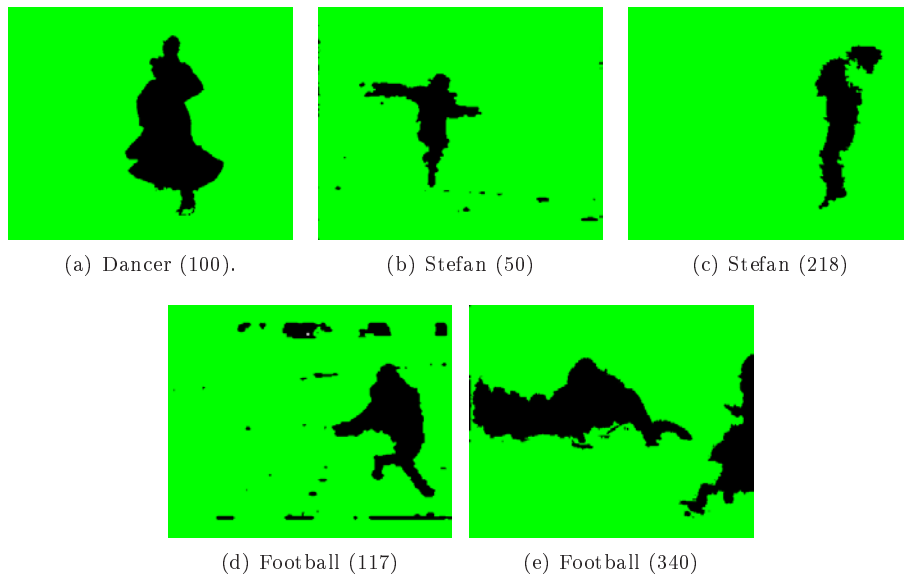 (a) Dancer (100).
(b) Stefan (50)
(c) Stefan (218)
(d) Football (117)
(e) Football (340)